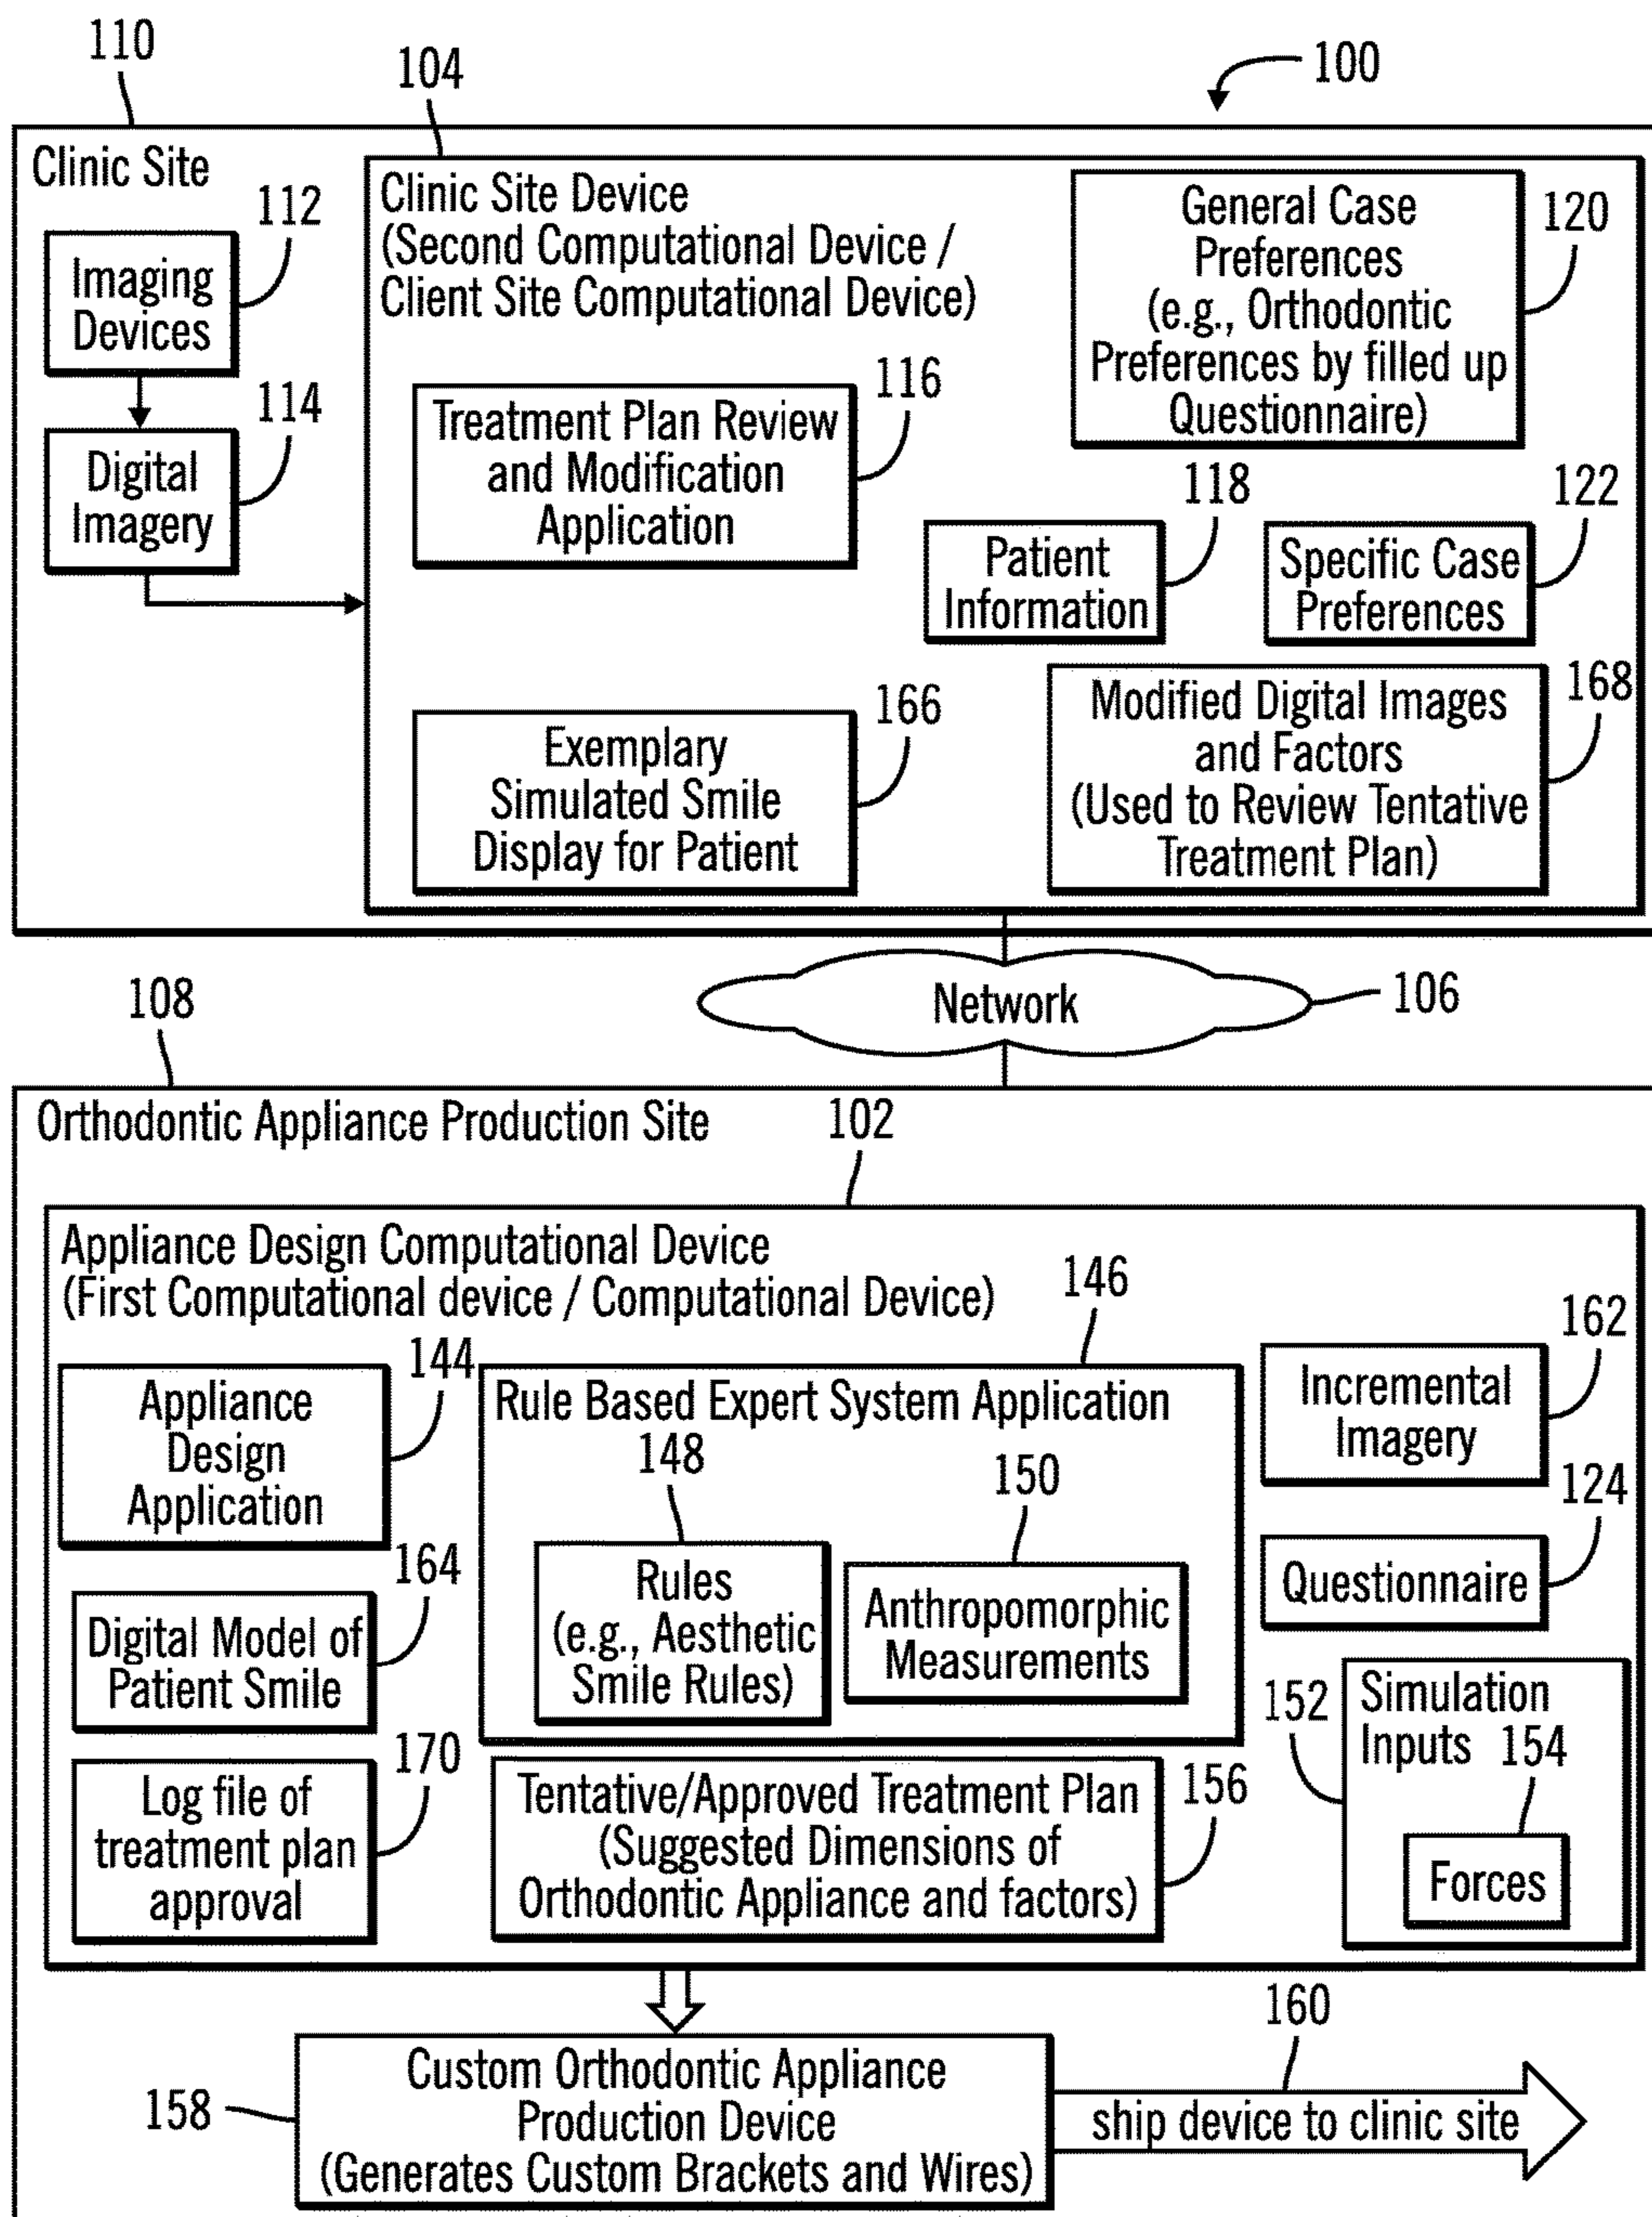 110
104
100
Clinic Site
112
Imaging
Devices
114
Digital
Imagery
Clinic Site Device
(Second Computational Device /
Client Site Computational Device)
General Case
Preferences
(e.g., Orthodontic
Preferences by filled up
Questionnaire)
120
116
Treatment Plan Review
and Modification
Application
118
Patient
Information
122
Specific Case
Preferences
166
Exemplary
Simulated Smile
Display for Patient
168
Modified Digital Images
and Factors
(Used to Review Tentative
Treatment Plan)
Network
106
108
Orthodontic Appliance Production Site
102
Appliance Design Computational Device
(First Computational device / Computational Device)
146
144
Appliance
Design
Application
Rule Based Expert System Application
148
Rules
(e.g., Aesthetic
Smile Rules)
150
Anthropomorphic
Measurements
162
Incremental
Imagery
124
Questionnaire
164
Digital Model of
Patient Smile
152
Simulation
Inputs
154
Forces
170
Log file of
treatment plan
approval
156
Tentative/Approved Treatment Plan
(Suggested Dimensions of
Orthodontic Appliance and factors)
158
Custom Orthodontic Appliance
Production Device
(Generates Custom Brackets and Wires)
160
ship device to clinic site